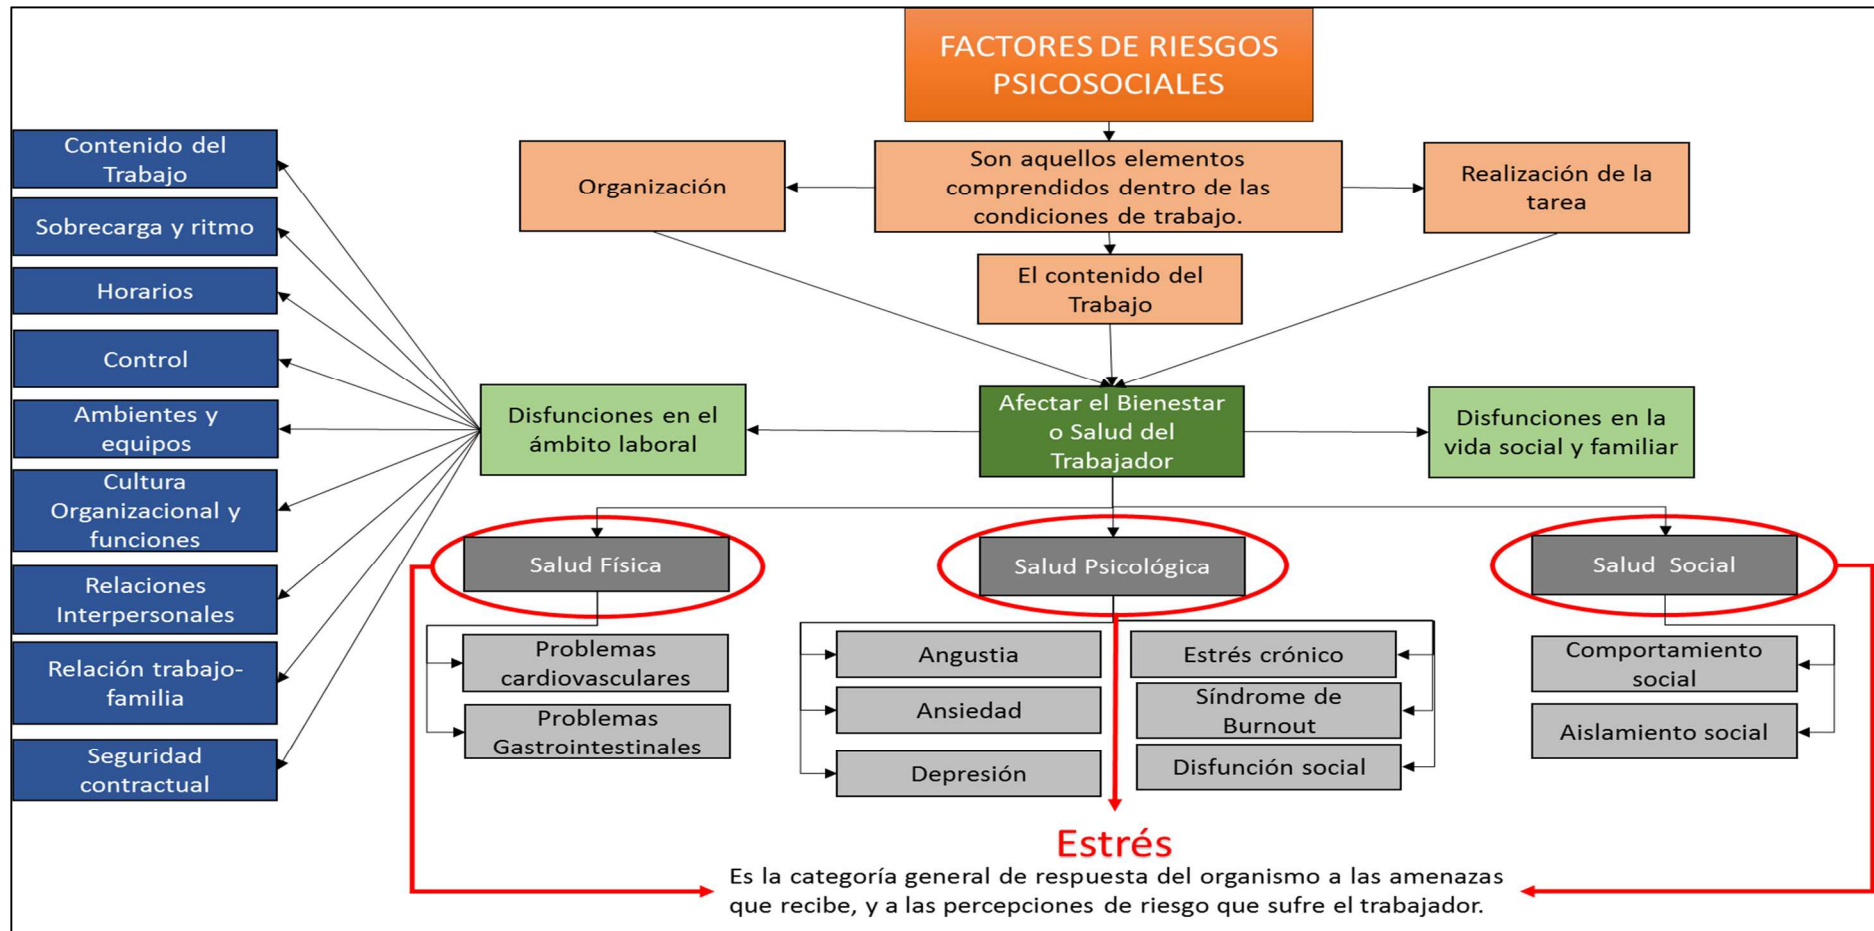 FACTORES DE RIESGOS
PSICOSOCIALES
Son aquellos elementos
comprendidos dentro de las
condiciones de trabajo.
Organización
Realización de la
tarea
El contenido del
Trabajo
Afectar el Bienestar
o Salud del
Trabajador
Disfunciones en el
ámbito laboral
Disfunciones en la
vida social y familiar
Contenido del
Trabajo
Sobrecarga y ritmo
Horarios
Control
Ambientes y
equipos
Cultura
Organizacional y
funciones
Relaciones
Interpersonales
Relación trabajo-
familia
Seguridad
contractual
Salud Física
Problemas
cardiovasculares
Problemas
Gastrointestinales
Salud Psicológica
Angustia
Ansiedad
Depresión
Estrés crónico
Síndrome de
Burnout
Disfunción social
Salud Social
Comportamiento
social
Aislamiento social
Estrés
Es la categoría general de respuesta del organismo a las amenazas
que recibe, y a las percepciones de riesgo que sufre el trabajador.